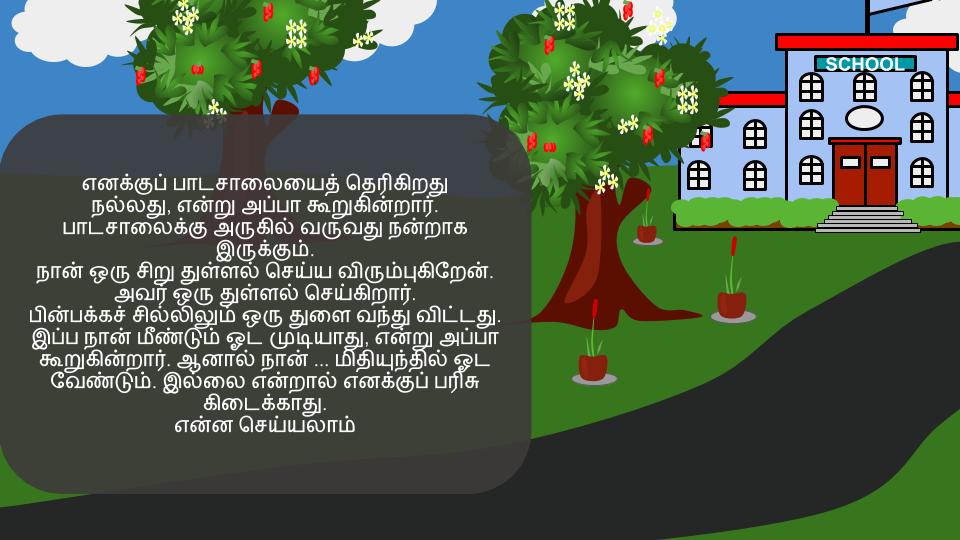 SCHOOL
எனக்குப் பாடசாலையைத் தெரிகிறது
நல்லது, என்று அப்பா கூறுகின்றார்.
பாடசாலைக்கு அருகில் வருவது நன்றாக
இருக்கும்.
நான் ஒரு சிறு துள்ளல் செய்ய விரும்புகிறேன்.
அவர் ஒரு துள்ளல் செய்கிறார்.
பின்பக்கச் சில்லிலும் ஒரு துளை வந்து விட்டது.
இப்ப நான் மீண்டும் ஓட முடியாது, என்று அப்பா
கூறுகின்றார். ஆனால் நான் ... மிதியுந்தில் ஓட
வேண்டும். இல்லை என்றால் எனக்குப் பரிசு
கிடைக்காது.
என்ன செய்யலாம்